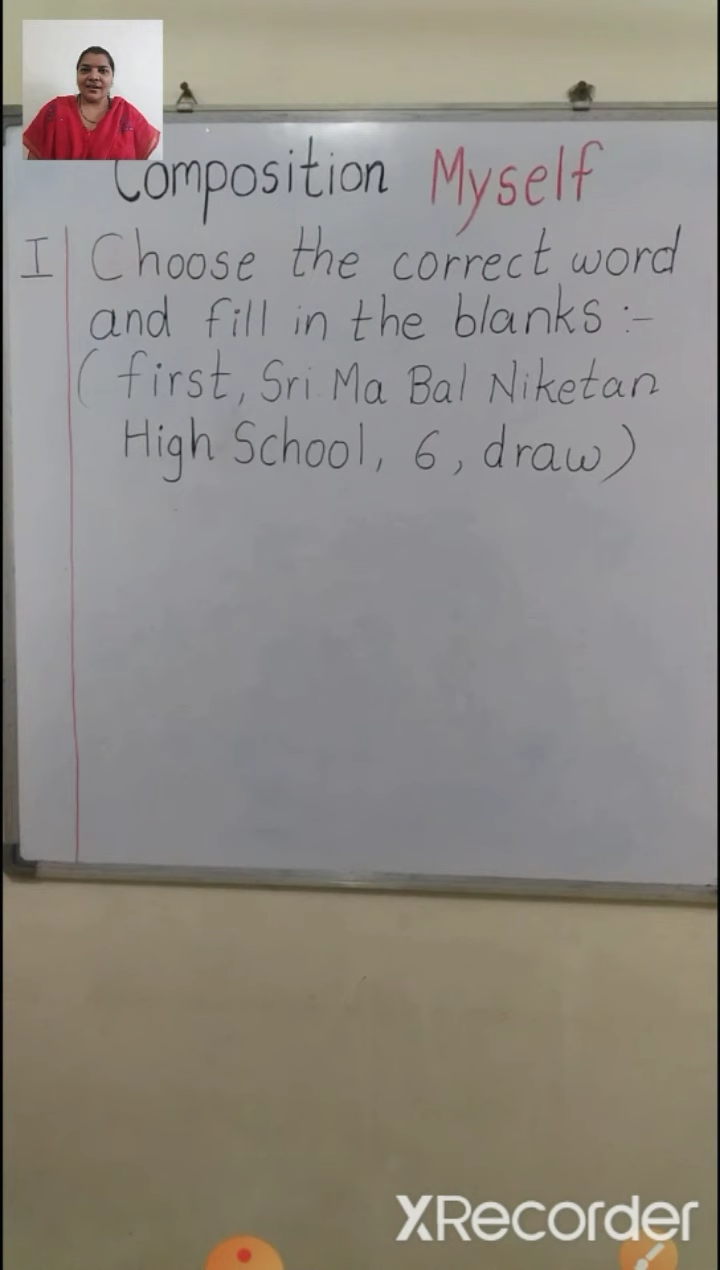 Composition Myself
I Choose the correct word
and fill in the blanks :-
(first, Sri Ma Bal Niketan
High School, 6, draw)
XRecorder